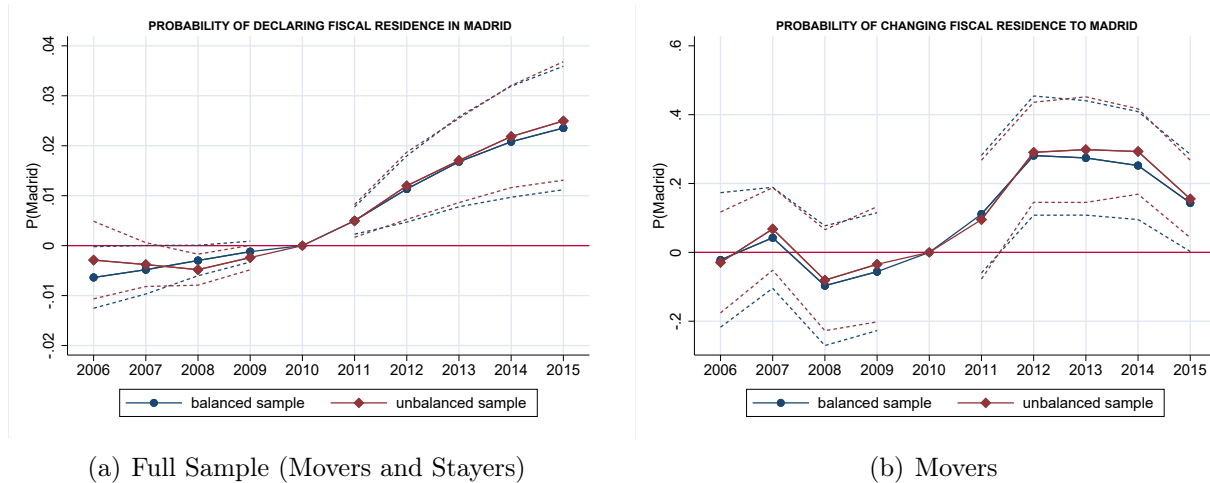 PROBABILITY OF DECLARING FISCAL RESIDENCE IN MADRID
P(Madrid)
.04
.03
.02
.01
0
-.01
-.02
2006 2007 2008 2009 2010 2011 2012 2013 2014 2015
balanced sample unbalanced sample
(a) Full Sample (Movers and Stayers)
PROBABILITY OF CHANGING FISCAL RESIDENCE TO MADRID
P(Madrid)
.6
.4
.2
0
-.2
2006 2007 2008 2009 2010 2011 2012 2013 2014 2015
balanced sample unbalanced sample
(b) Movers